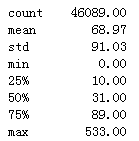 count 46089.00
mean 68.97
std 91.03
min 0.00
25% 10.00
50% 31.00
75% 89.00
max 533.00